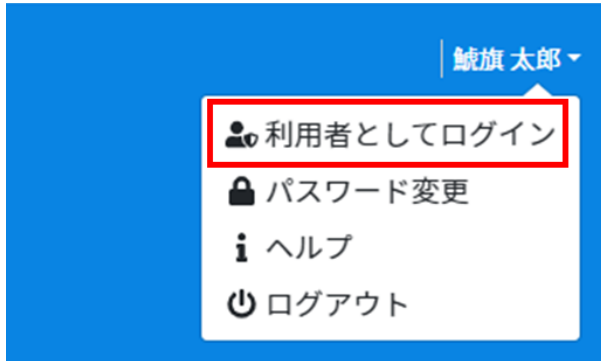 鯱旗 太郎
利用者としてログイン
パスワード変更
ヘルプ
ログアウト